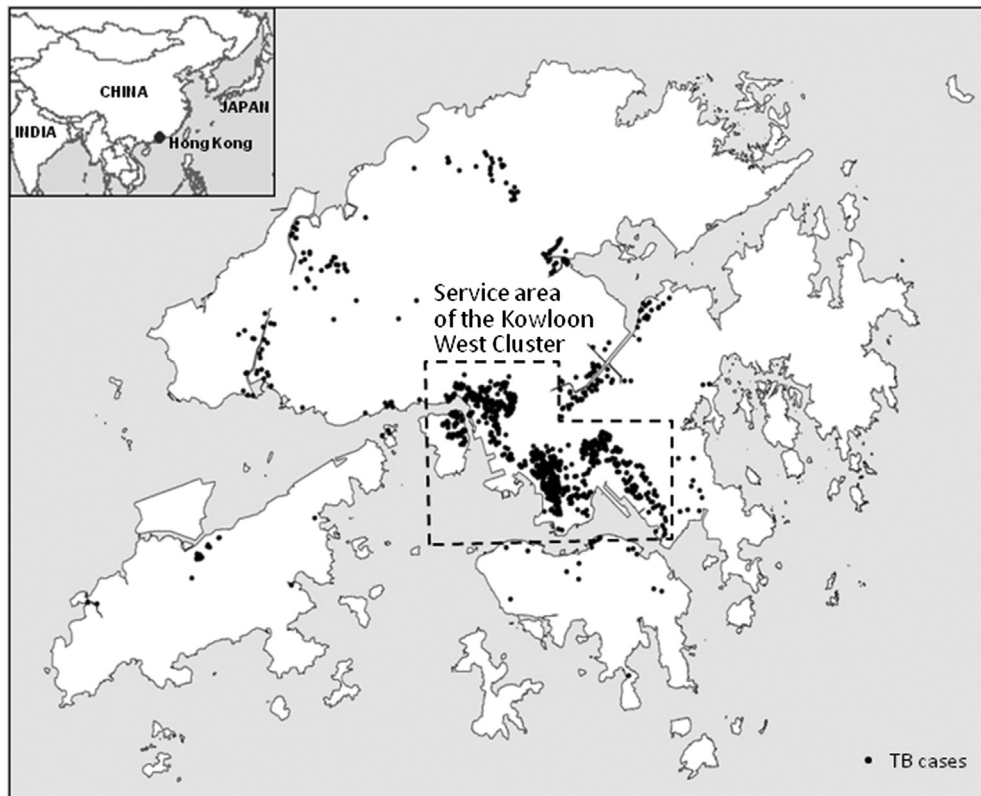 CHINA
JAPAN
INDIA
Hong Kong
Service area
of the Kowloon
West Cluster
TB cases